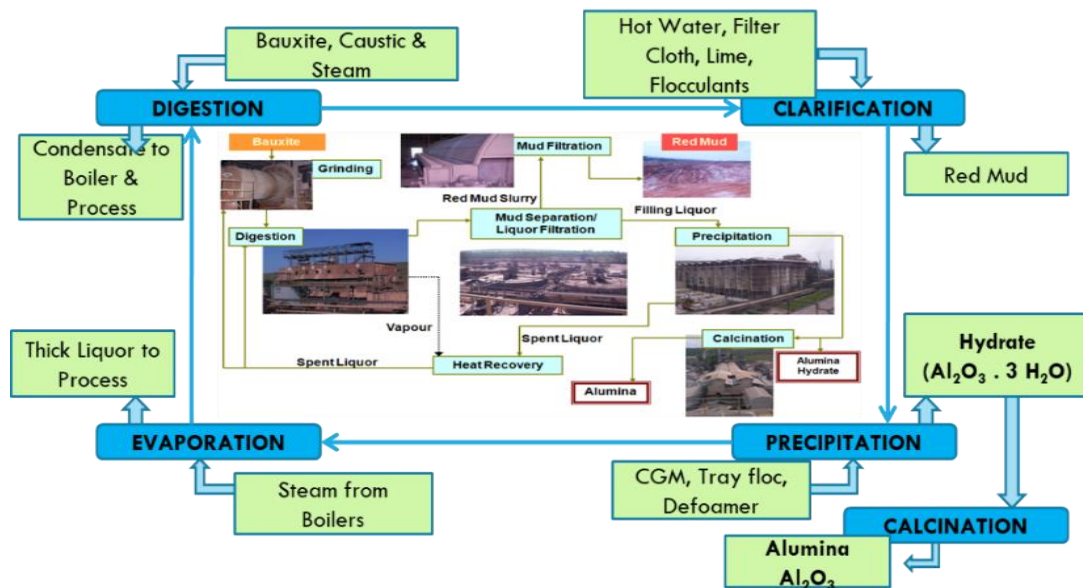 Bauxite, Caustic &
Steam
Hot Water, Filter
Cloth, Lime,
Flocculants
DIGESTION
CLARIFICATION
Condensate to
Boiler &
Process
Red Mud
Bauxite
Grinding
Mud Filtration
Red Mud
Red Mud Slurry
Filling Liquor
Digestion
Mud Separation/
Liquor Filtration
Precipitation
Vapour
Spent Liquor
Spent Liquor
Heat Recovery
Calcination
Alumina
Alumina
Hydrate
Thick Liquor to
Process
Hydrate
(Al₂O₃ . 3 H₂O)
EVAPORATION
PRECIPITATION
Steam from
Boilers
CGM, Tray floc,
Defoamer
CALCINATION
Alumina
Al₂O₃